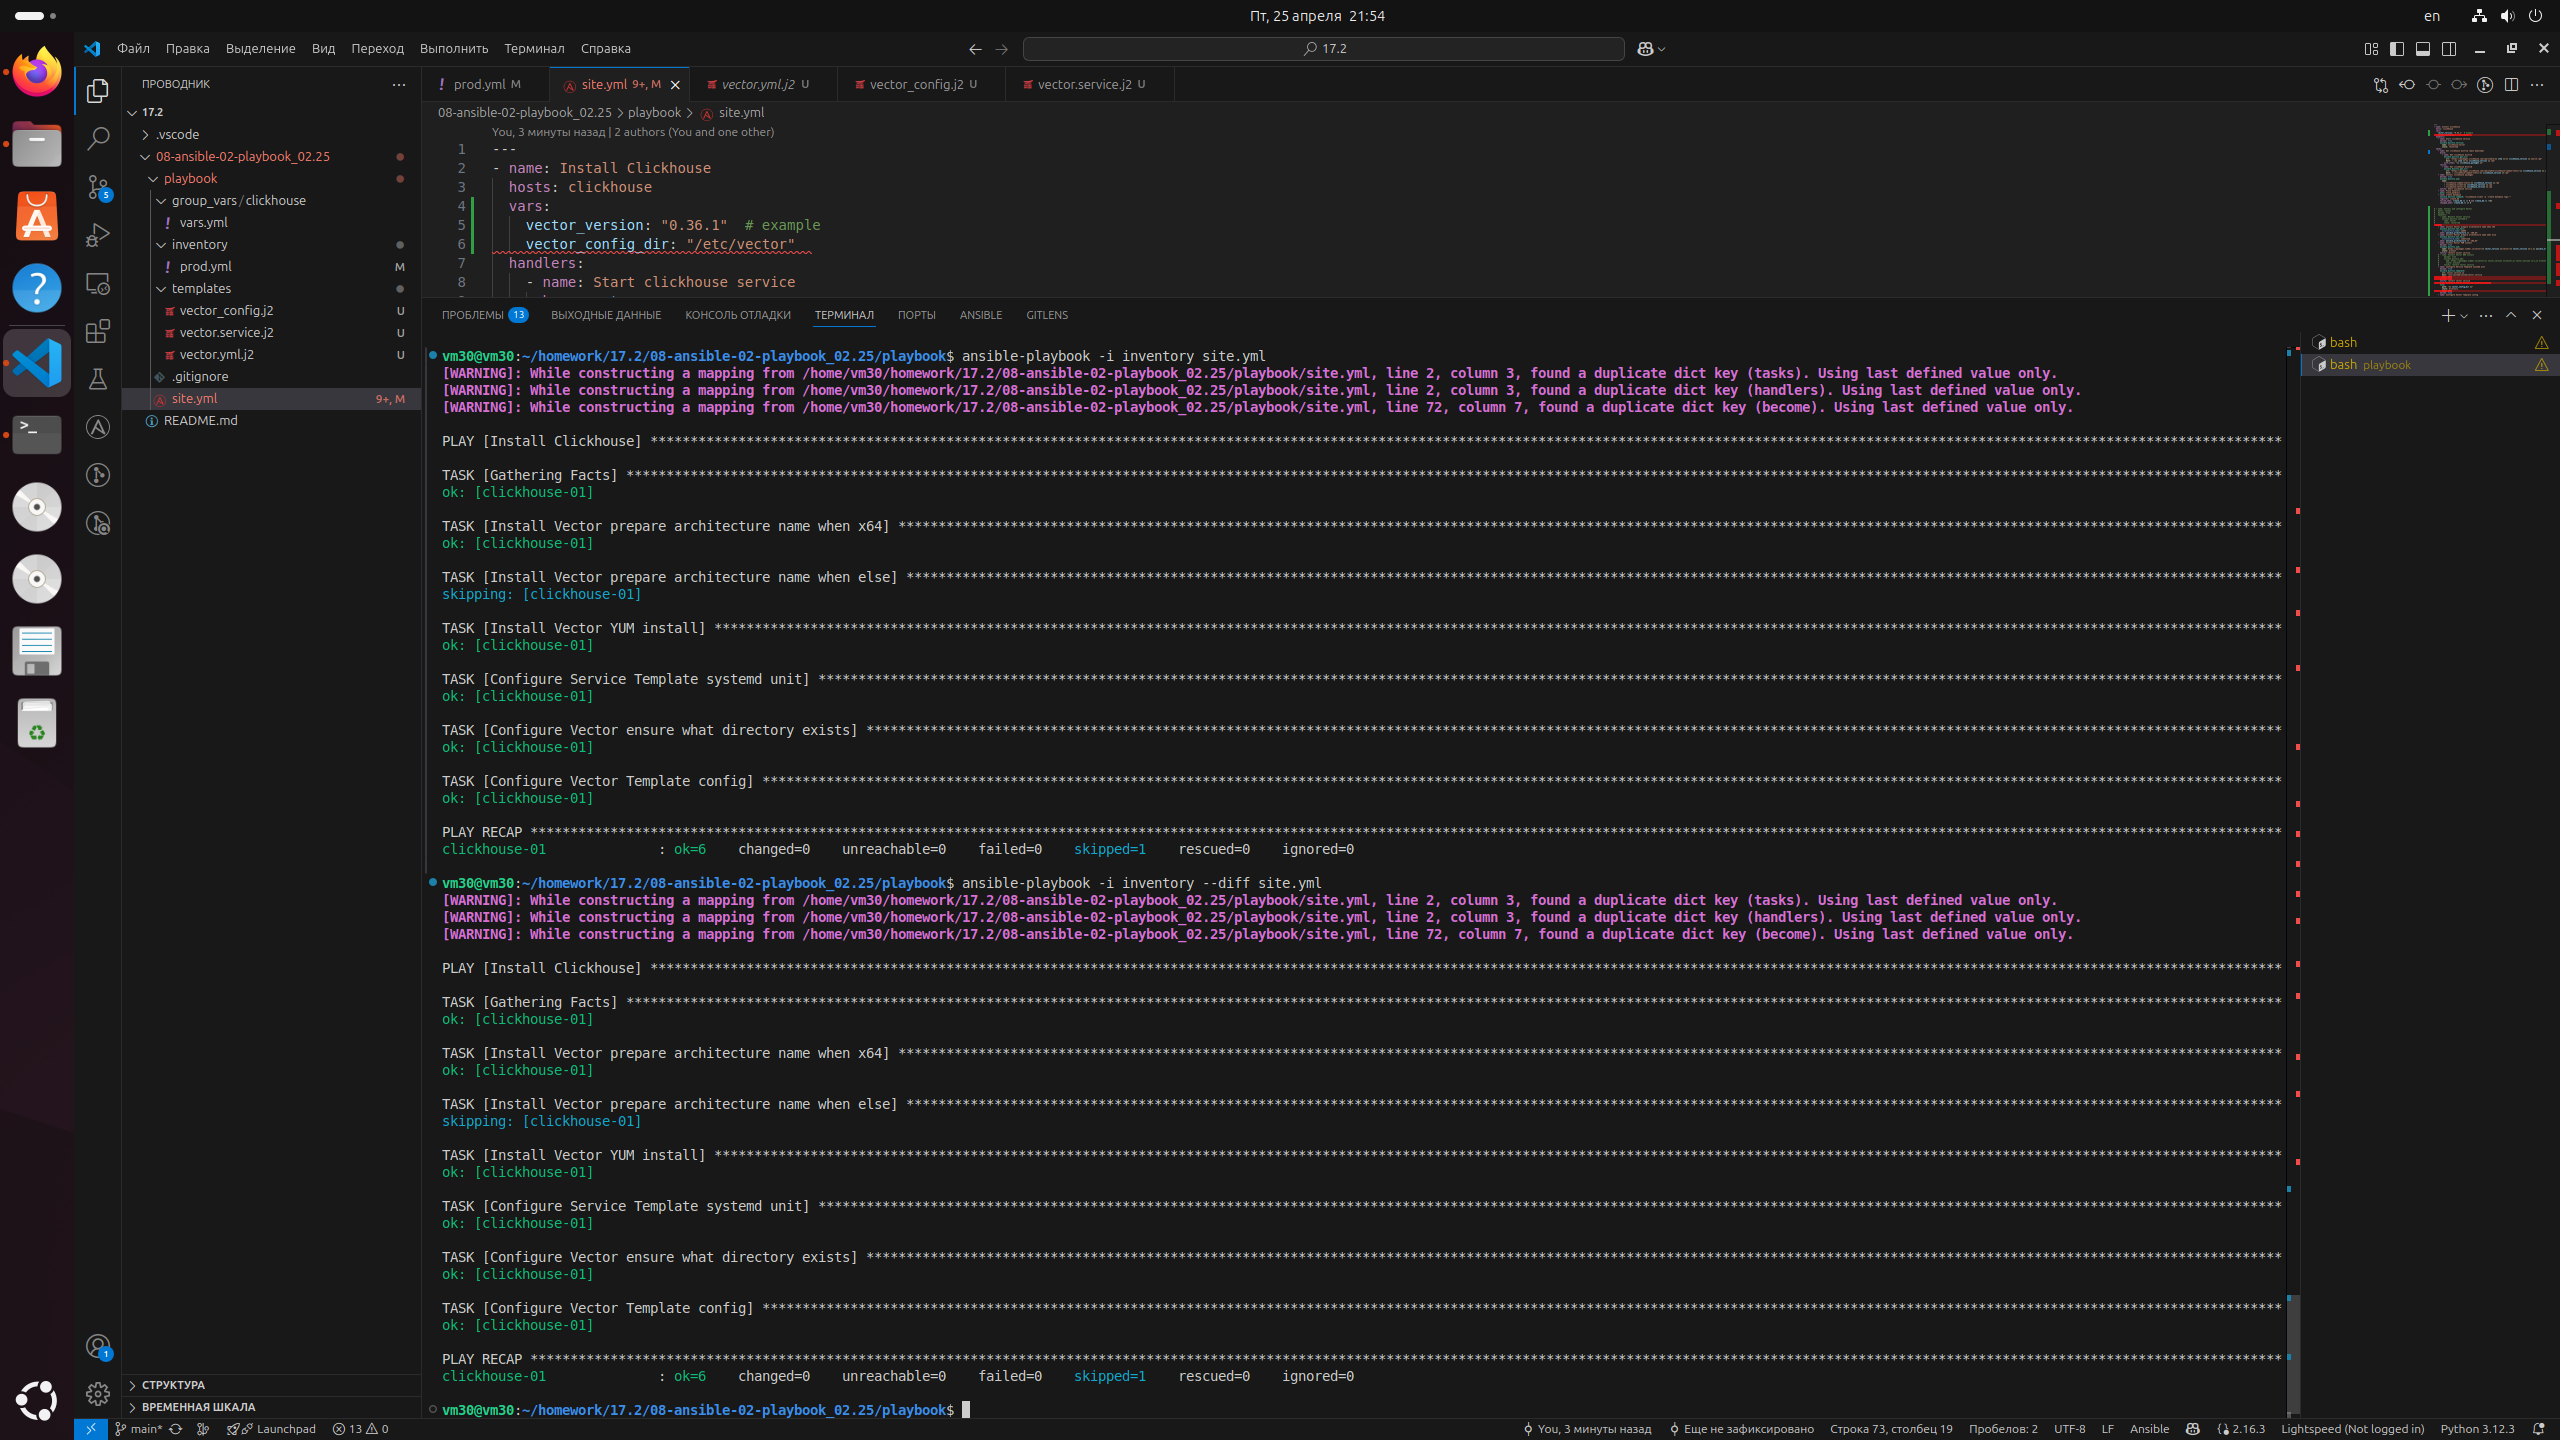 Пт, 25 апреля 21:54
en
Файл Правка Выделение Вид Переход Выполнить Терминал Справка
17.2
ПРОВОДНИК
17.2
.vscode
08-ansible-02-playbook_02.25
playbook
group_vars / clickhouse
! vars.yml
inventory
! prod.yml M
templates
vector_config.j2 U
vector.service.j2 U
vector.yml.j2 U
.gitignore
site.yml 9+, M
README.md
СТРУКТУРА
ВРЕМЕННАЯ ШКАЛА
5
1
! prod.yml M
site.yml 9+, M
vector.yml.j2 U
vector_config.j2 U
vector.service.j2 U
08-ansible-02-playbook_02.25 > playbook > site.yml
You, 3 минуты назад | 2 authors (You and one other)
1 ---
2 - name: Install Clickhouse
3 hosts: clickhouse
4 vars:
5 vector_version: "0.36.1" # example
6 vector_config_dir: "/etc/vector"
7 handlers:
8 - name: Start clickhouse service
ПРОБЛЕМЫ 13 ВЫХОДНЫЕ ДАННЫЕ КОНСОЛЬ ОТЛАДКИ ТЕРМИНАЛ ПОРТЫ ANSIBLE GITLENS
bash
bash playbook
vm30@vm30:~/homework/17.2/08-ansible-02-playbook_02.25/playbook$ ansible-playbook -i inventory site.yml
[WARNING]: While constructing a mapping from /home/vm30/homework/17.2/08-ansible-02-playbook_02.25/playbook/site.yml, line 2, column 3, found a duplicate dict key (tasks). Using last defined value only.
[WARNING]: While constructing a mapping from /home/vm30/homework/17.2/08-ansible-02-playbook_02.25/playbook/site.yml, line 2, column 3, found a duplicate dict key (handlers). Using last defined value only.
[WARNING]: While constructing a mapping from /home/vm30/homework/17.2/08-ansible-02-playbook_02.25/playbook/site.yml, line 72, column 7, found a duplicate dict key (become). Using last defined value only.
PLAY [Install Clickhouse] ***
TASK [Gathering Facts] ***
ok: [clickhouse-01]
TASK [Install Vector prepare architecture name when x64] ***
ok: [clickhouse-01]
TASK [Install Vector prepare architecture name when else] ***
skipping: [clickhouse-01]
TASK [Install Vector YUM install] ***
ok: [clickhouse-01]
TASK [Configure Service Template systemd unit] ***
ok: [clickhouse-01]
TASK [Configure Vector ensure what directory exists] ***
ok: [clickhouse-01]
TASK [Configure Vector Template config] ***
ok: [clickhouse-01]
PLAY RECAP ***
clickhouse-01 : ok=6 changed=0 unreachable=0 failed=0 skipped=1 rescued=0 ignored=0
vm30@vm30:~/homework/17.2/08-ansible-02-playbook_02.25/playbook$ ansible-playbook -i inventory --diff site.yml
[WARNING]: While constructing a mapping from /home/vm30/homework/17.2/08-ansible-02-playbook_02.25/playbook/site.yml, line 2, column 3, found a duplicate dict key (tasks). Using last defined value only.
[WARNING]: While constructing a mapping from /home/vm30/homework/17.2/08-ansible-02-playbook_02.25/playbook/site.yml, line 2, column 3, found a duplicate dict key (handlers). Using last defined value only.
[WARNING]: While constructing a mapping from /home/vm30/homework/17.2/08-ansible-02-playbook_02.25/playbook/site.yml, line 72, column 7, found a duplicate dict key (become). Using last defined value only.
PLAY [Install Clickhouse] ***
TASK [Gathering Facts] ***
ok: [clickhouse-01]
TASK [Install Vector prepare architecture name when x64] ***
ok: [clickhouse-01]
TASK [Install Vector prepare architecture name when else] ***
skipping: [clickhouse-01]
TASK [Install Vector YUM install] ***
ok: [clickhouse-01]
TASK [Configure Service Template systemd unit] ***
ok: [clickhouse-01]
TASK [Configure Vector ensure what directory exists] ***
ok: [clickhouse-01]
TASK [Configure Vector Template config] ***
ok: [clickhouse-01]
PLAY RECAP ***
clickhouse-01 : ok=6 changed=0 unreachable=0 failed=0 skipped=1 rescued=0 ignored=0
vm30@vm30:~/homework/17.2/08-ansible-02-playbook_02.25/playbook$
main* Launchpad 13 0 You, 3 минуты назад Еще не зафиксировано Строка 73, столбец 19 Пробелов: 2 UTF-8 LF Ansible 2.16.3 Lightspeed (Not logged in) Python 3.12.3